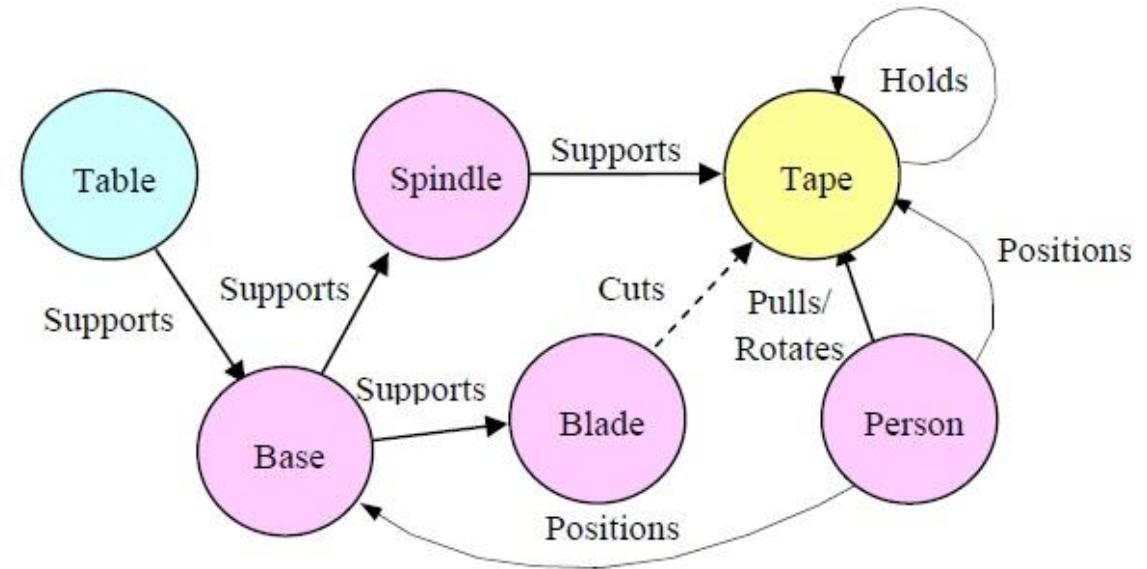 Holds
Table
Spindle
Supports
Tape
Positions
Supports
Supports
Cuts
Pulls/
Rotates
Supports
Base
Blade
Person
Positions